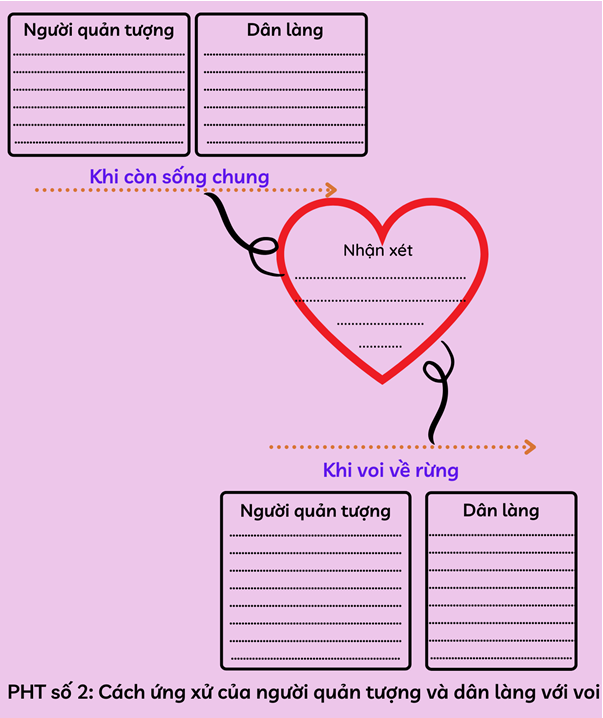 Người quản tượng
Dân làng
Khi còn sống chung
Nhận xét
Khi voi về rừng
Người quản tượng
Dân làng
PHT số 2: Cách ứng xử của người quản tượng và dân làng với voi